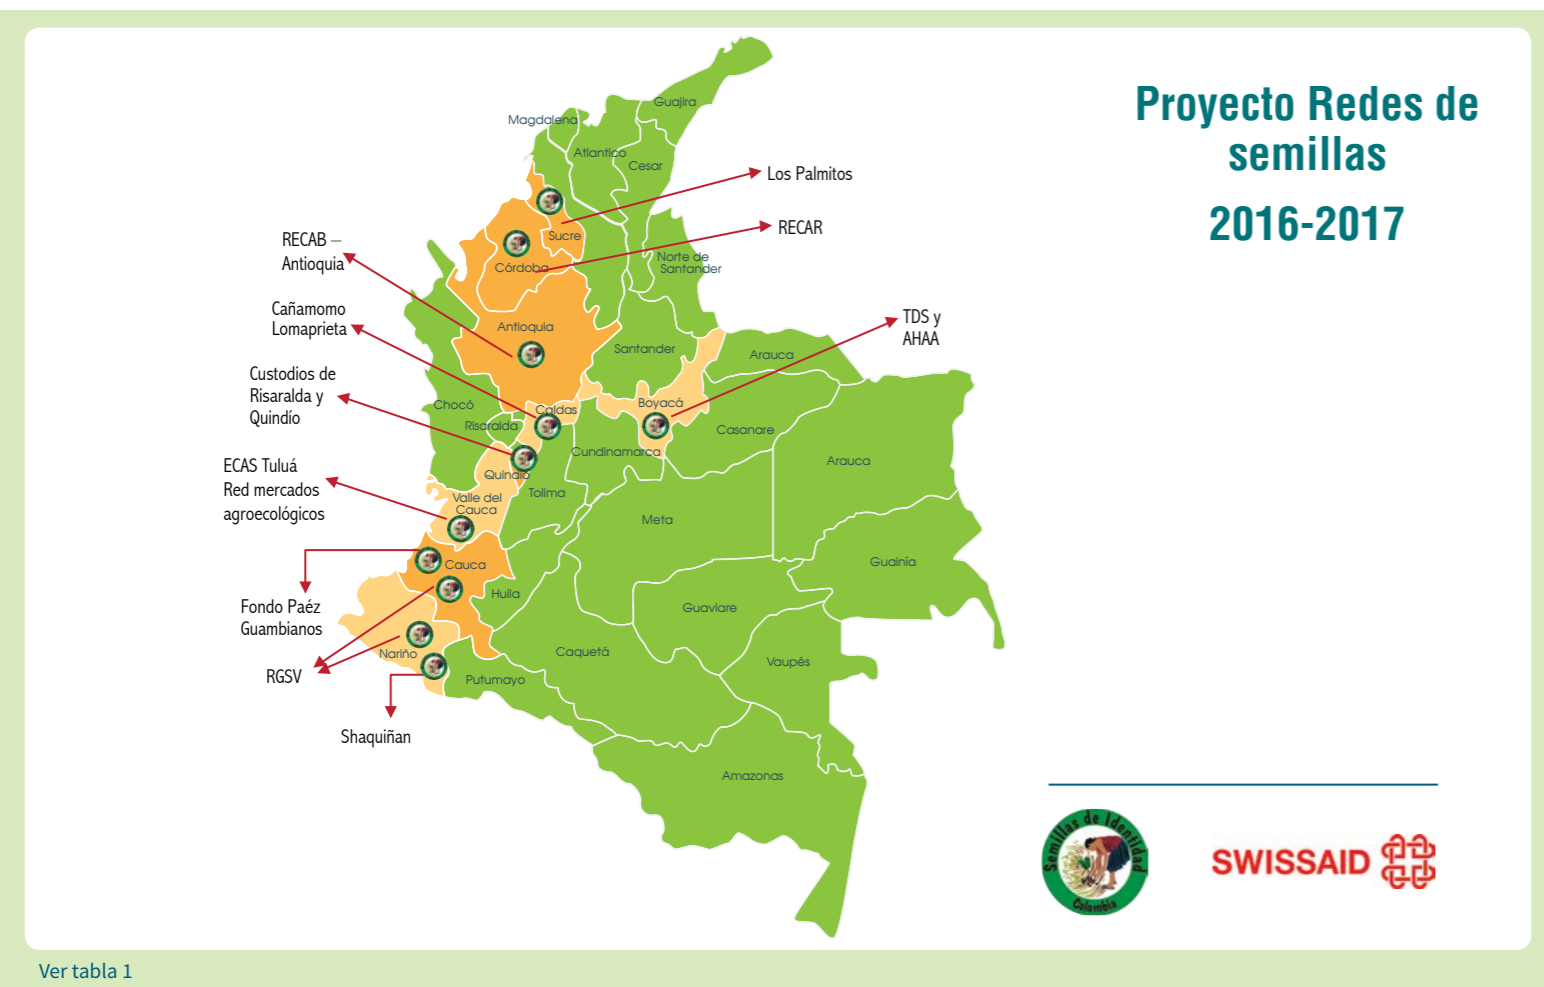 Proyecto Redes de
semillas
2016-2017
Guajira
Magdalena
Atlantico
Cesar
Los Palmitos
RECAR
Sucre
Córdoba
Norte de
Santander
RECAB –
Antioquia
Cañamomo
Lomaprieta
Antioquia
TDS y
AHAA
Santander
Arauca
Custodios de
Risaralda y
Quindío
Chocó
Caldas
Boyacá
Risaralda
Casanare
Cundinamarca
Arauca
ECAS Tuluá
Red mercados
agroecológicos
Quindío
Tolima
Valle del
Cauca
Meta
Cauca
Guainía
Huila
Guaviare
Fondo Paéz
Guambianos
Nariño
Caquetá
Vaupés
RGSV
Putumayo
Shaquiñan
Amazonas
Semillas de Identidad
Colombia
SWISSAID
Ver tabla 1